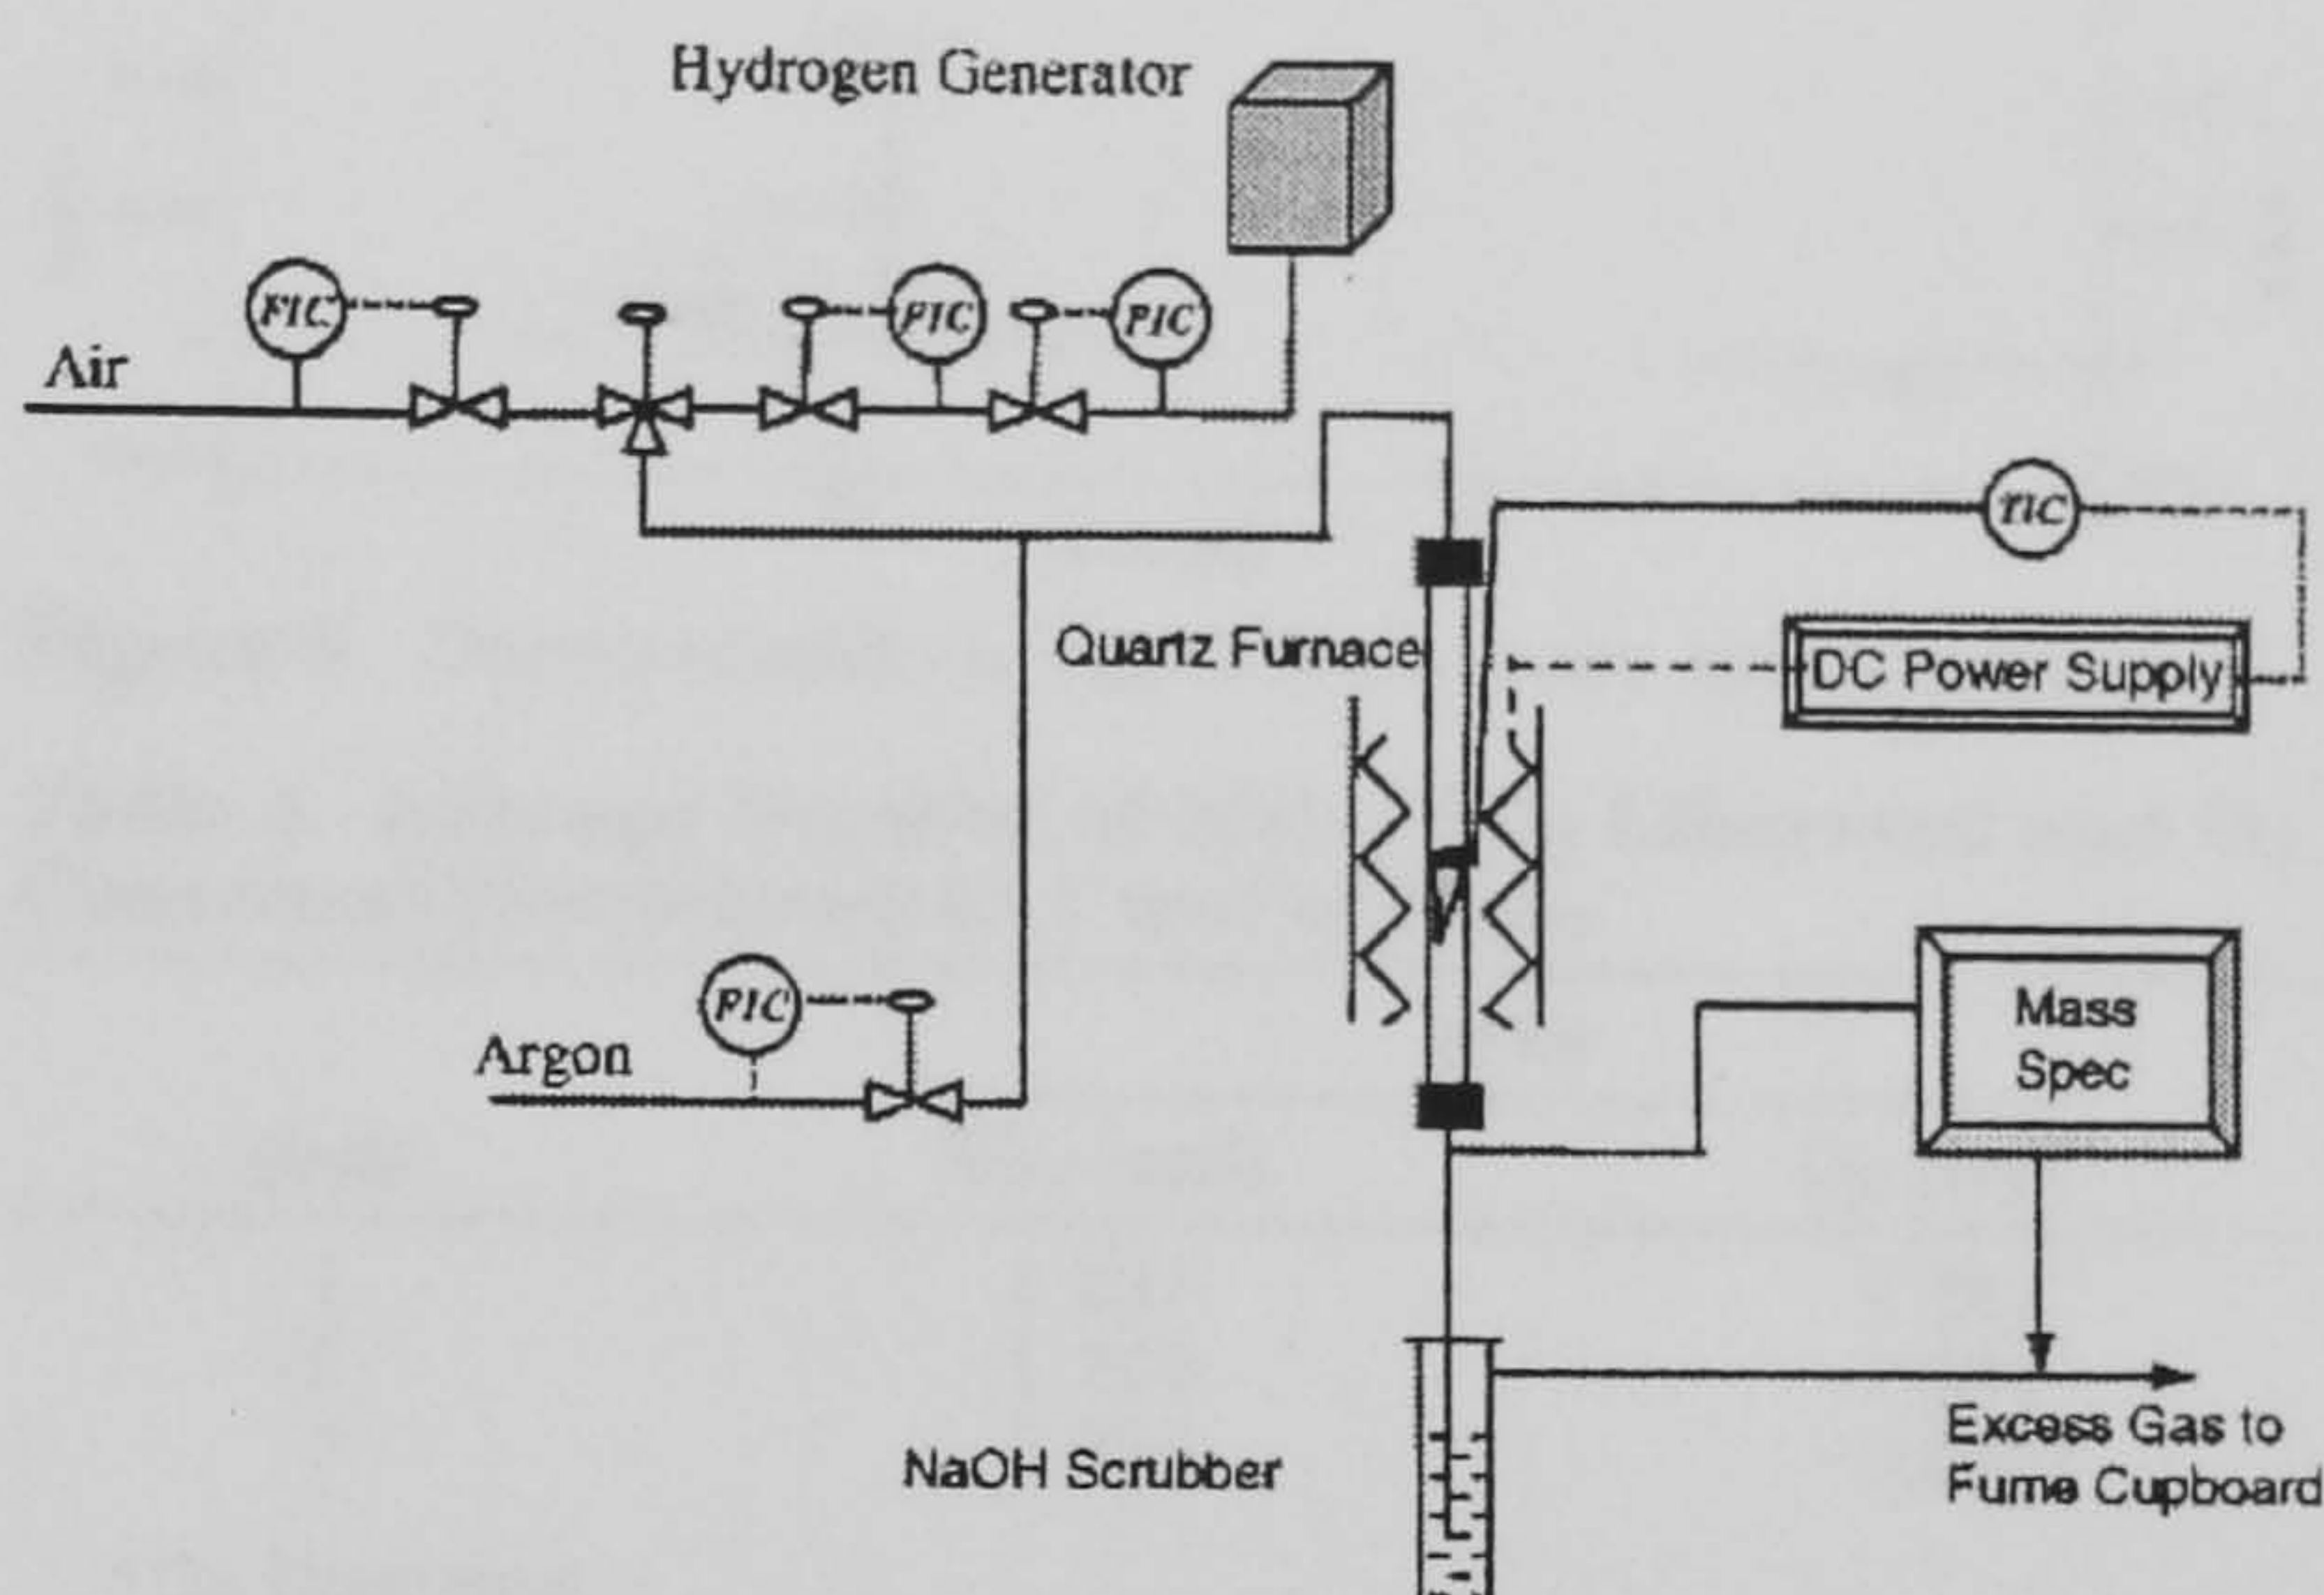 Hydrogen Generator
FIC
FIC
PIC
Air
TIC
Quartz Furnace
DC Power Supply
FIC
Argon
Mass
Spec
NaOH Scrubber
Excess Gas to
Fume Cupboard